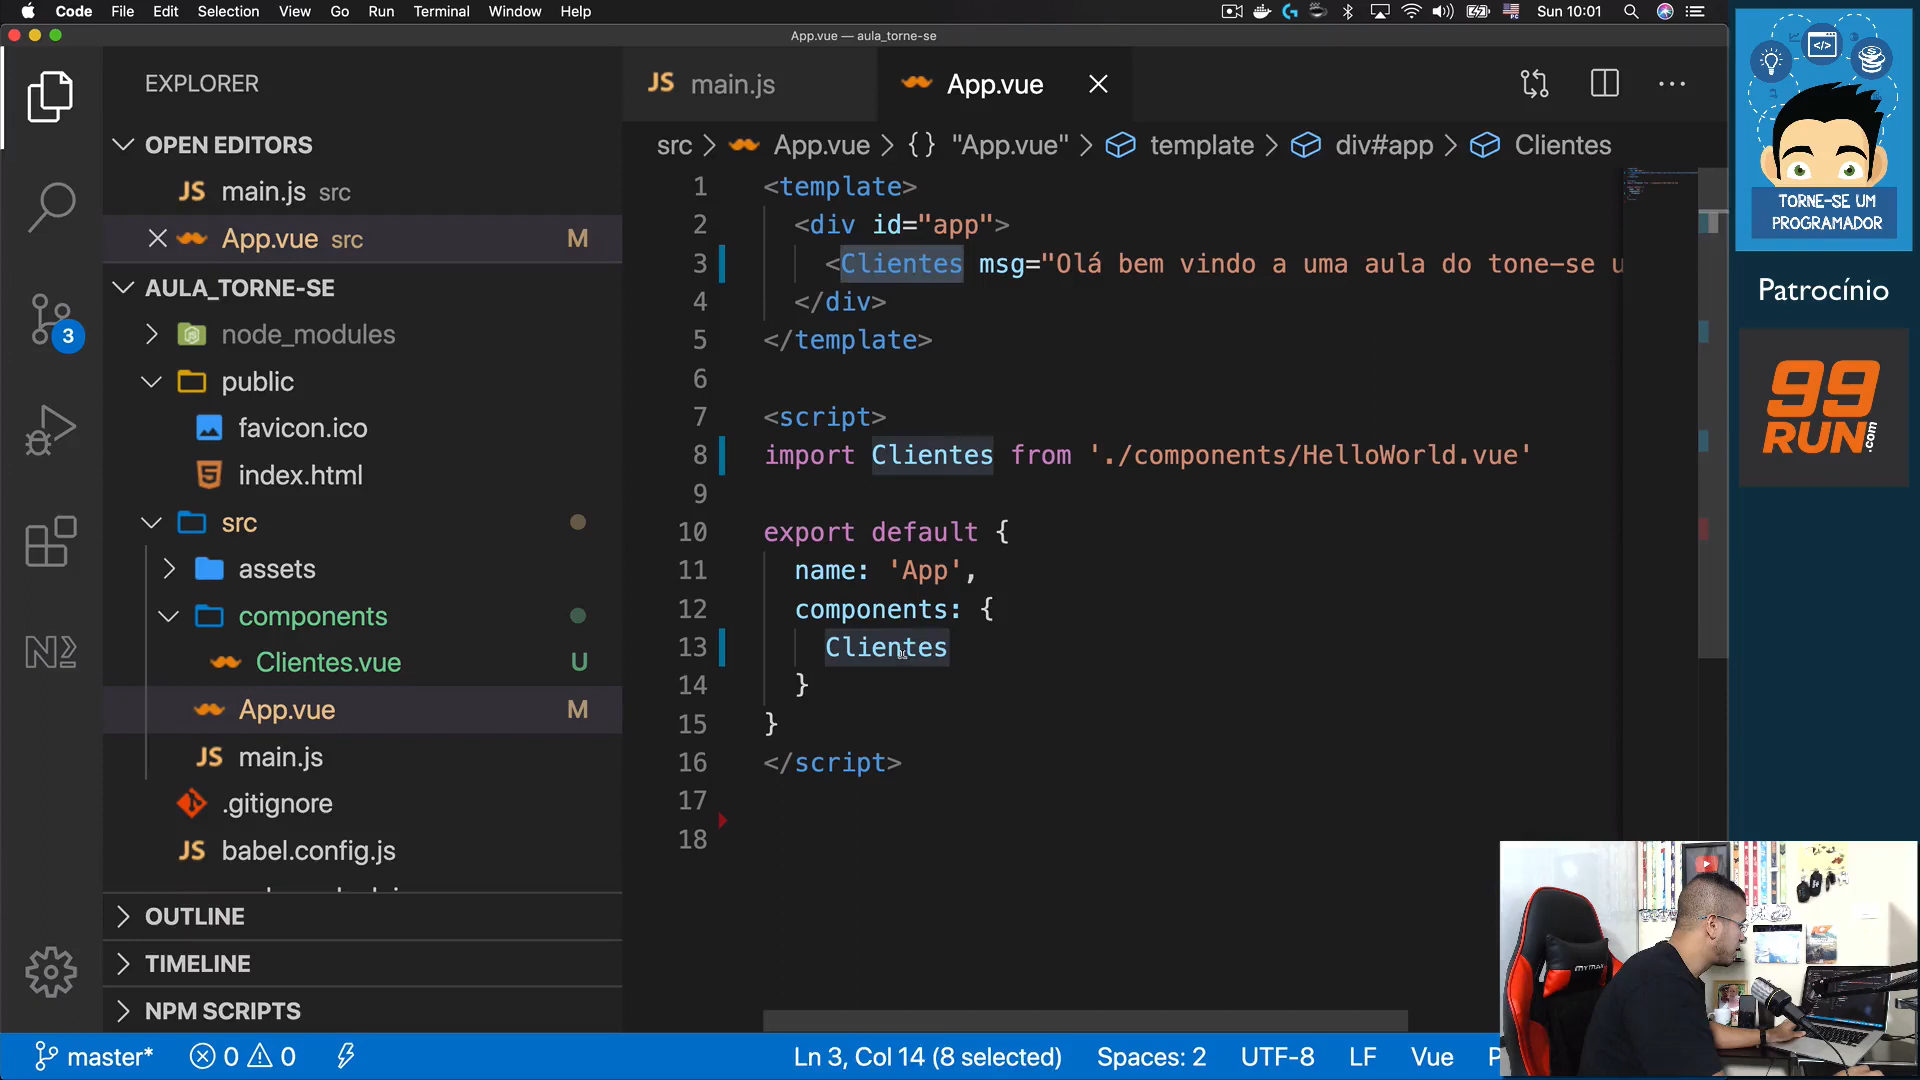 Code File Edit Selection View Go Run Terminal Window Help
Sun 10:01
App.vue — aula_torne-se
EXPLORER
OPEN EDITORS
JS main.js src
App.vue src M
AULA_TORNE-SE
node_modules
public
favicon.ico
index.html
src
assets
components
Clientes.vue U
App.vue M
JS main.js
.gitignore
JS babel.config.js
OUTLINE
TIMELINE
NPM SCRIPTS
JS main.js
App.vue
src > App.vue > {} "App.vue" > template > div#app > Clientes
1 <template>
2 <div id="app">
3 <Clientes msg="Olá bem vindo a uma aula do tone-se u
4 </div>
5 </template>
6
7 <script>
8 import Clientes from './components/HelloWorld.vue'
9
10 export default {
11 name: 'App',
12 components: {
13 Clientes
14 }
15 }
16 </script>
17
18
3
master* 0 0 Ln 3, Col 14 (8 selected) Spaces: 2 UTF-8 LF Vue P
</>
TORNE-SE UM
PROGRAMADOR
Patrocínio
99
RUN.com